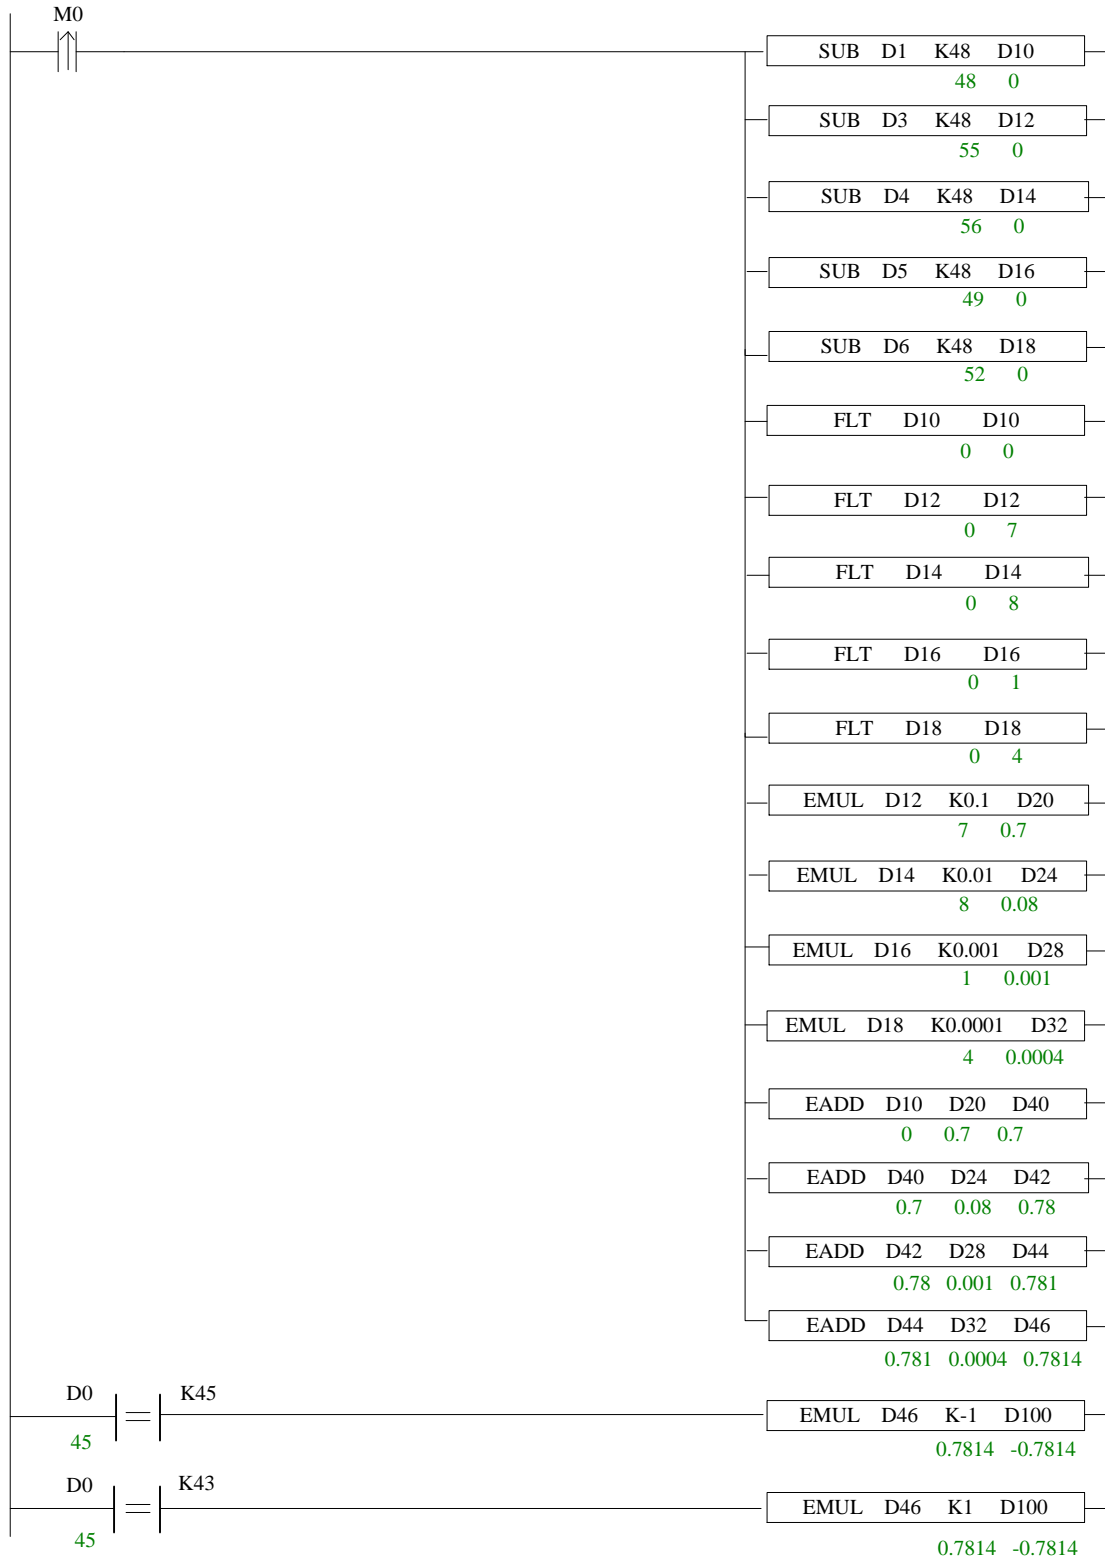 M0
SUB D1 K48 D10
48 0
SUB D3 K48 D12
55 0
SUB D4 K48 D14
56 0
SUB D5 K48 D16
49 0
SUB D6 K48 D18
52 0
FLT D10 D10
0 0
FLT D12 D12
0 7
FLT D14 D14
0 8
FLT D16 D16
0 1
FLT D18 D18
0 4
EMUL D12 K0.1 D20
7 0.7
EMUL D14 K0.01 D24
8 0.08
EMUL D16 K0.001 D28
1 0.001
EMUL D18 K0.0001 D32
4 0.0004
EADD D10 D20 D40
0 0.7 0.7
EADD D40 D24 D42
0.7 0.08 0.78
EADD D42 D28 D44
0.78 0.001 0.781
EADD D44 D32 D46
0.781 0.0004 0.7814
D0 K45
EMUL D46 K-1 D100
45 0.7814 -0.7814
D0 K43
EMUL D46 K1 D100
45 0.7814 -0.7814